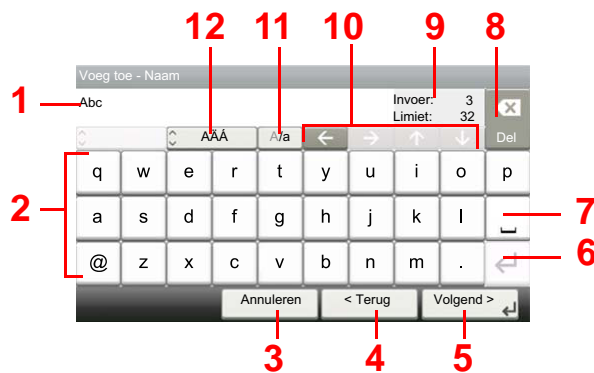 12 11 10 9 8
Voeg toe - Naam
1 Abc Invoer: 3
Limiet: 32
AÄÁ A/a ← → ↑ ↓ Del
q w e r t y u i o p
2 7
a s d f g h j k l
6
@ z x c v b n m .
Annuleren < Terug Volgend >
3 4 5